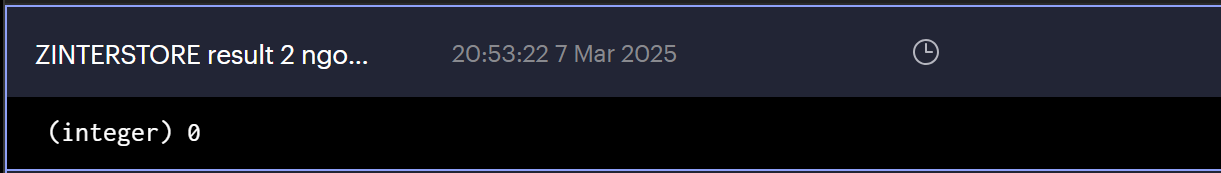 ZINTERSTORE result 2 ngo... 20:53:22 7 Mar 2025
(integer) 0